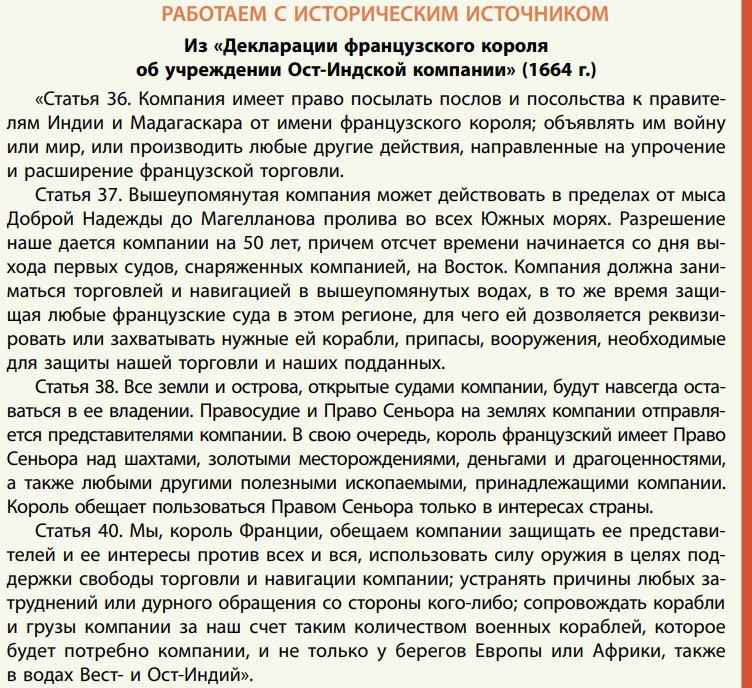 РАБОТАЕМ С ИСТОРИЧЕСКИМ ИСТОЧНИКОМ
Из «Декларации французского короля
об учреждении Ост-Индской компании» (1664 г.)
«Статья 36. Компания имеет право посылать послов и посольства к правите-
лям Индии и Мадагаскара от имени французского короля; объявлять им войну
или мир, или производить любые другие действия, направленные на упрочение
и расширение французской торговли.
Статья 37. Вышеупомянутая компания может действовать в пределах от мыса
Доброй Надежды до Магелланова пролива во всех Южных морях. Разрешение
наше дается компании на 50 лет, причем отсчет времени начинается со дня вы-
хода первых судов, снаряженных компанией, на Восток. Компания должна зани-
маться торговлей и навигацией в вышеупомянутых водах, в то же время защи-
щая любые французские суда в этом регионе, для чего ей дозволяется реквизи-
ровать или захватывать нужные ей корабли, припасы, вооружения, необходимые
для защиты нашей торговли и наших подданных.
Статья 38. Все земли и острова, открытые судами компании, будут навсегда оста-
ваться в ее владении. Правосудие и Право Сеньора на землях компании отправля-
ется представителями компании. В свою очередь, король французский имеет Право
Сеньора над шахтами, золотыми месторождениями, деньгами и драгоценностями,
а также любыми другими полезными ископаемыми, принадлежащими компании.
Король обещает пользоваться Правом Сеньора только в интересах страны.
Статья 40. Мы, король Франции, обещаем компании защищать ее представи-
телей и ее интересы против всех и вся, использовать силу оружия в целях под-
держки свободы торговли и навигации компании; устранять причины любых за-
труднений или дурного обращения со стороны кого-либо; сопровождать корабли
и грузы компании за наш счет таким количеством военных кораблей, которое
будет потребно компании, и не только у берегов Европы или Африки, также
в водах Вест- и Ост-Индий».